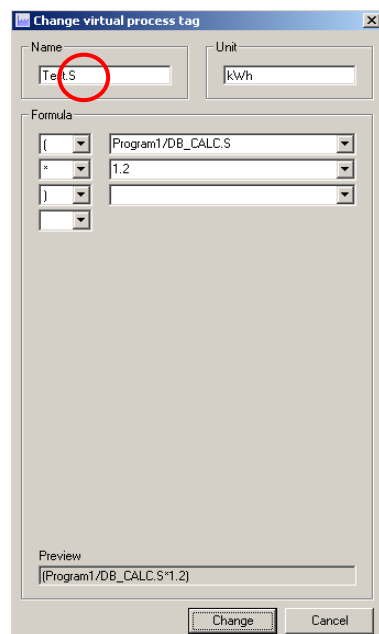 Change virtual process tag
Name
Unit
Test.S
kWh
Formula
( Program1/DB_CALC.S
* 1.2
)
Preview
(Program1/DB_CALC.S*1.2)
Change Cancel